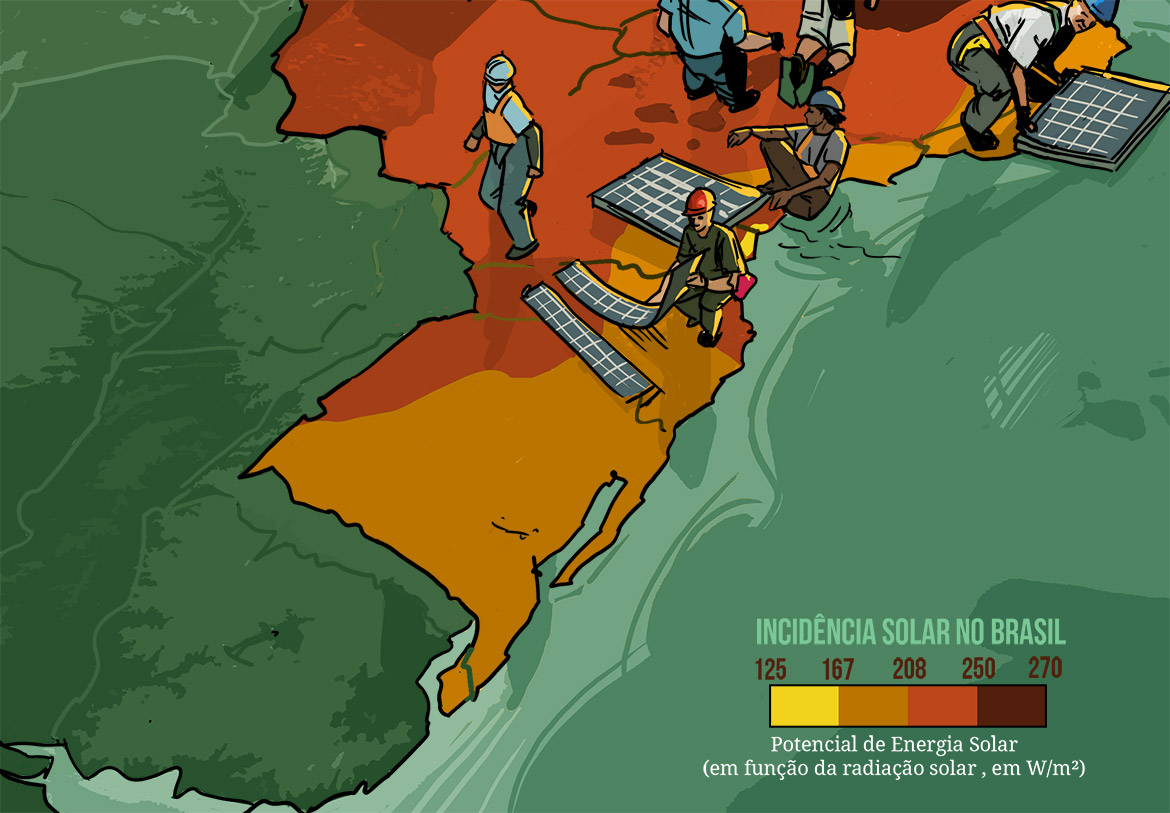 INCIDÊNCIA SOLAR NO BRASIL
125 167 208 250 270
Potencial de Energia Solar
(em função da radiação solar , em W/m²)